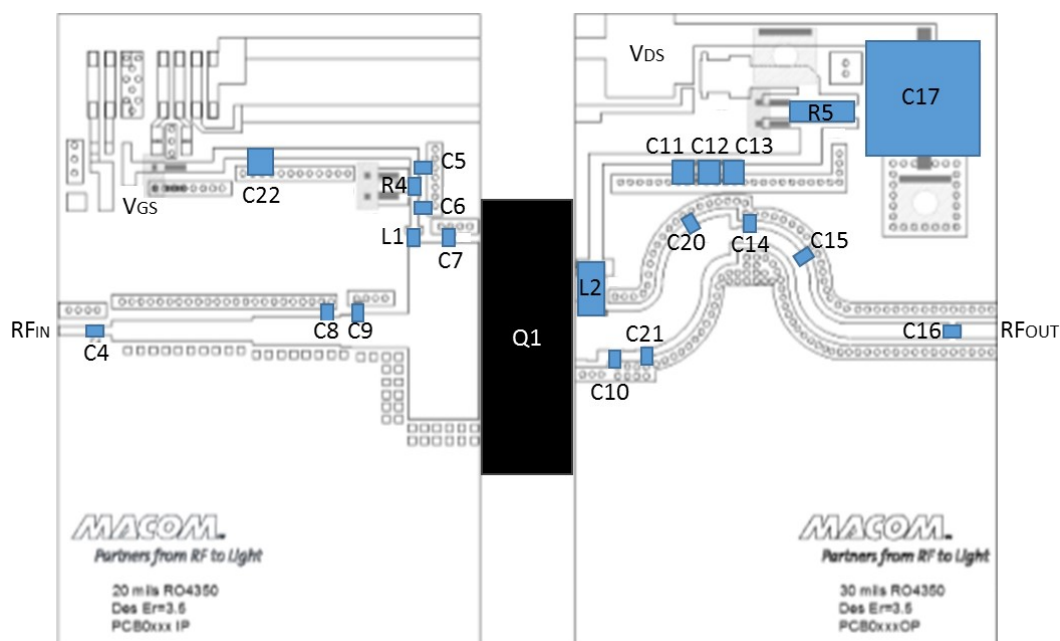 VDS
C17
R5
C11 C12 C13
C5
R4
VGS
C22
C6
L1
C7
C20
C14
C15
L2
RFIN
C4
C8
C9
Q1
C21
C10
C16
RFOUT
MACOM
Partners from RF to Light
20 mils RO4350
Des Er=3.5
PCB0xxx IP
MACOM
Partners from RF to Light
30 mils RO4350
Des Er=3.5
PCB0xxxOP